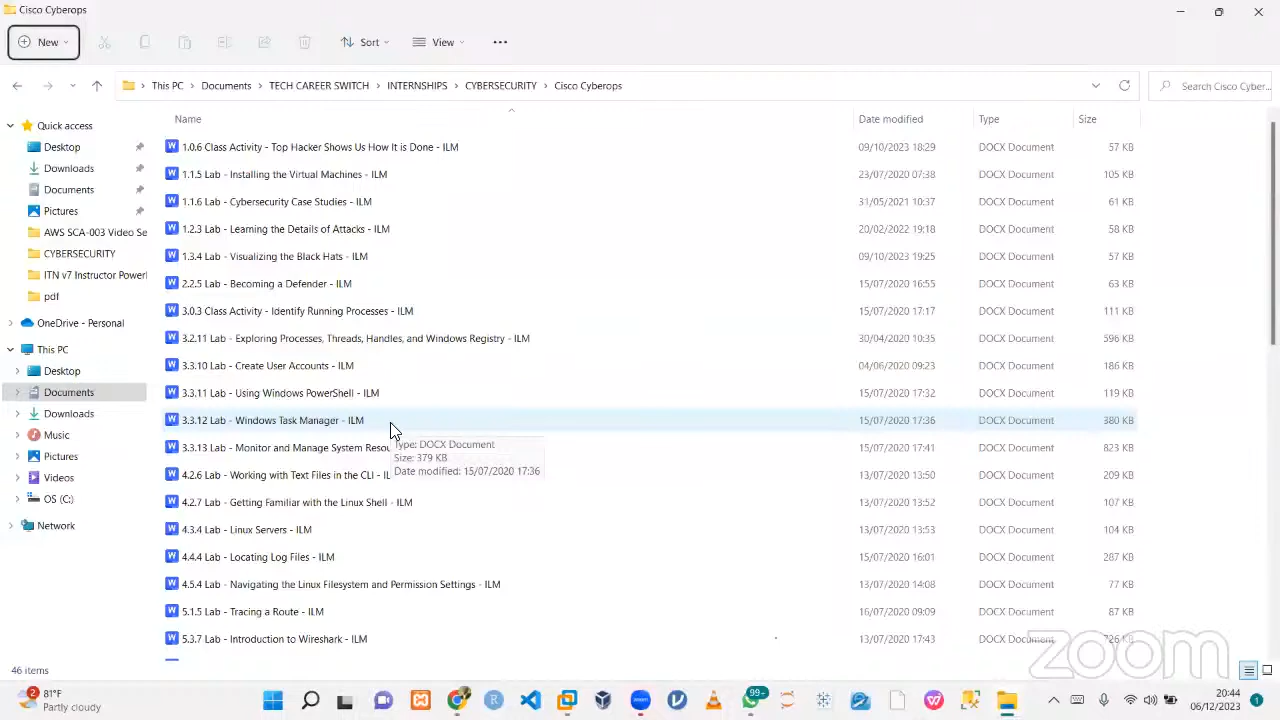 Cisco Cyberops
New Sort View
This PC Documents TECH CAREER SWITCH INTERNSHIPS CYBERSECURITY Cisco Cyberops Search Cisco Cyber...
Name Date modified Type Size
Quick access
Desktop
Downloads
Documents
Pictures
AWS SCA-003 Video Se
CYBERSECURITY
ITN v7 Instructor Powerl
pdf
OneDrive - Personal
This PC
Desktop
Documents
Downloads
Music
Pictures
Videos
OS (C:)
Network
1.0.6 Class Activity - Top Hacker Shows Us How It is Done - ILM 09/10/2023 18:29 DOCX Document 57 KB
1.1.5 Lab - Installing the Virtual Machines - ILM 23/07/2020 07:38 DOCX Document 105 KB
1.1.6 Lab - Cybersecurity Case Studies - ILM 31/05/2021 10:37 DOCX Document 61 KB
1.2.3 Lab - Learning the Details of Attacks - ILM 20/02/2022 19:18 DOCX Document 58 KB
1.3.4 Lab - Visualizing the Black Hats - ILM 09/10/2023 19:25 DOCX Document 57 KB
2.2.5 Lab - Becoming a Defender - ILM 15/07/2020 16:55 DOCX Document 63 KB
3.0.3 Class Activity - Identify Running Processes - ILM 15/07/2020 17:17 DOCX Document 111 KB
3.2.11 Lab - Exploring Processes, Threads, Handles, and Windows Registry - ILM 30/04/2020 10:35 DOCX Document 596 KB
3.3.10 Lab - Create User Accounts - ILM 04/06/2020 09:23 DOCX Document 186 KB
3.3.11 Lab - Using Windows PowerShell - ILM 15/07/2020 17:32 DOCX Document 119 KB
3.3.12 Lab - Windows Task Manager - ILM 15/07/2020 17:36 DOCX Document 380 KB
3.3.13 Lab - Monitor and Manage System Resou 15/07/2020 17:41 DOCX Document 823 KB
4.2.6 Lab - Working with Text Files in the CLI - IL 13/07/2020 13:50 DOCX Document 209 KB
4.2.7 Lab - Getting Familiar with the Linux Shell - ILM 13/07/2020 13:52 DOCX Document 107 KB
4.3.4 Lab - Linux Servers - ILM 13/07/2020 13:53 DOCX Document 104 KB
4.4.4 Lab - Locating Log Files - ILM 15/07/2020 16:01 DOCX Document 287 KB
4.5.4 Lab - Navigating the Linux Filesystem and Permission Settings - ILM 13/07/2020 14:08 DOCX Document 77 KB
5.1.5 Lab - Tracing a Route - ILM 16/07/2020 09:09 DOCX Document 87 KB
5.3.7 Lab - Introduction to Wireshark - ILM 13/07/2020 17:43 DOCX Document 726 KB
Type: DOCX Document
Size: 379 KB
Date modified: 15/07/2020 17:36
zoom
46 items
2 81°F
Partly cloudy
99+
20:44
06/12/2023
1